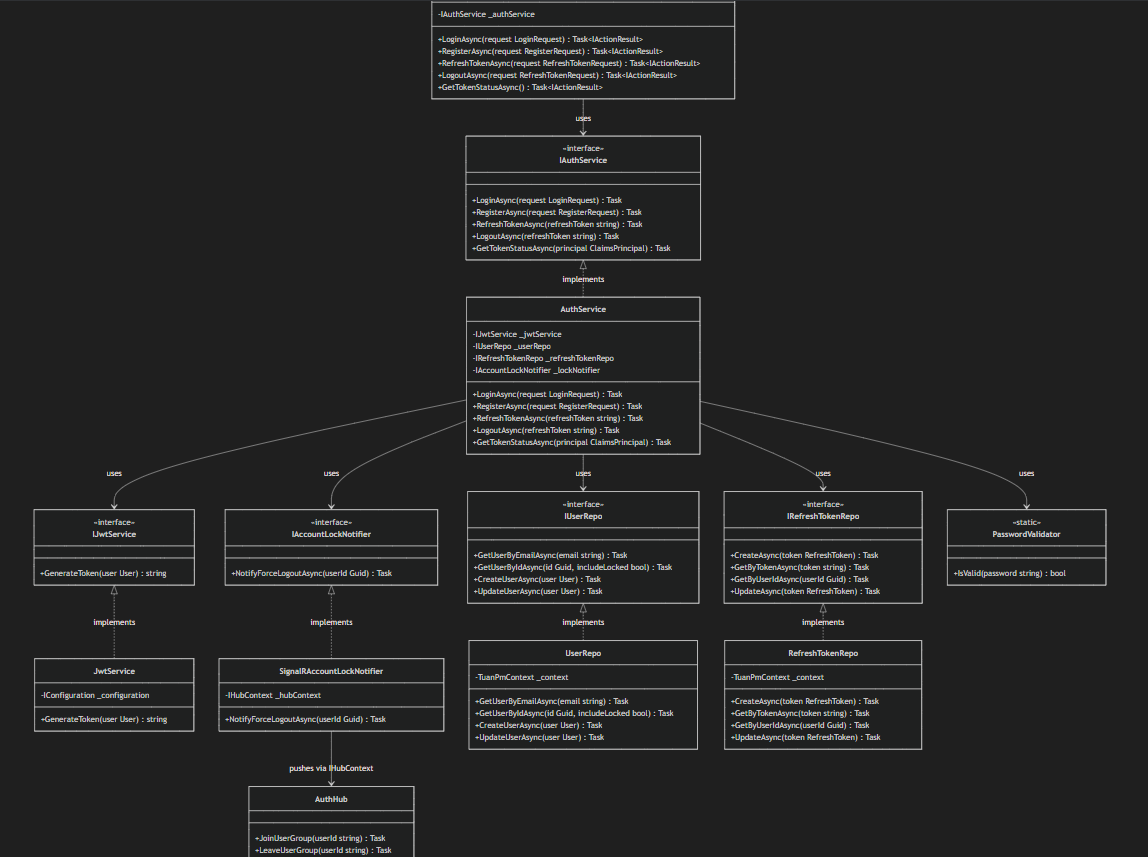 -IAuthService _authService
+LoginAsync(request LoginRequest) : Task<IActionResult>
+RegisterAsync(request RegisterRequest) : Task<IActionResult>
+RefreshTokenAsync(request RefreshTokenRequest) : Task<IActionResult>
+LogoutAsync(request RefreshTokenRequest) : Task<IActionResult>
+GetTokenStatusAsync() : Task<IActionResult>
uses
«interface»
IAuthService
+LoginAsync(request LoginRequest) : Task
+RegisterAsync(request RegisterRequest) : Task
+RefreshTokenAsync(refreshToken string) : Task
+LogoutAsync(refreshToken string) : Task
+GetTokenStatusAsync(principal ClaimsPrincipal) : Task
implements
AuthService
-IJwtService _jwtService
-IUserRepo _userRepo
-IRefreshTokenRepo _refreshTokenRepo
-IAccountLockNotifier _lockNotifier
+LoginAsync(request LoginRequest) : Task
+RegisterAsync(request RegisterRequest) : Task
+RefreshTokenAsync(refreshToken string) : Task
+LogoutAsync(refreshToken string) : Task
+GetTokenStatusAsync(principal ClaimsPrincipal) : Task
uses
uses
uses
uses
uses
«interface»
IJwtService
+GenerateToken(user User) : string
«interface»
IAccountLockNotifier
+NotifyForceLogoutAsync(userId Guid) : Task
«interface»
IUserRepo
+GetUserByEmailAsync(email string) : Task
+GetUserByIdAsync(id Guid, includeLocked bool) : Task
+CreateUserAsync(user User) : Task
+UpdateUserAsync(user User) : Task
«interface»
IRefreshTokenRepo
+CreateAsync(token RefreshToken) : Task
+GetByTokenAsync(token string) : Task
+GetByUserIdAsync(userId Guid) : Task
+UpdateAsync(token RefreshToken) : Task
«static»
PasswordValidator
+IsValid(password string) : bool
implements
implements
implements
implements
JwtService
-IConfiguration _configuration
+GenerateToken(user User) : string
SignalRAccountLockNotifier
-IHubContext _hubContext
+NotifyForceLogoutAsync(userId Guid) : Task
UserRepo
-TuanPmContext _context
+GetUserByEmailAsync(email string) : Task
+GetUserByIdAsync(id Guid, includeLocked bool) : Task
+CreateUserAsync(user User) : Task
+UpdateUserAsync(user User) : Task
RefreshTokenRepo
-TuanPmContext _context
+CreateAsync(token RefreshToken) : Task
+GetByTokenAsync(token string) : Task
+GetByUserIdAsync(userId Guid) : Task
+UpdateAsync(token RefreshToken) : Task
pushes via IHubContext
AuthHub
+JoinUserGroup(userId string) : Task
+LeaveUserGroup(userId string) : Task